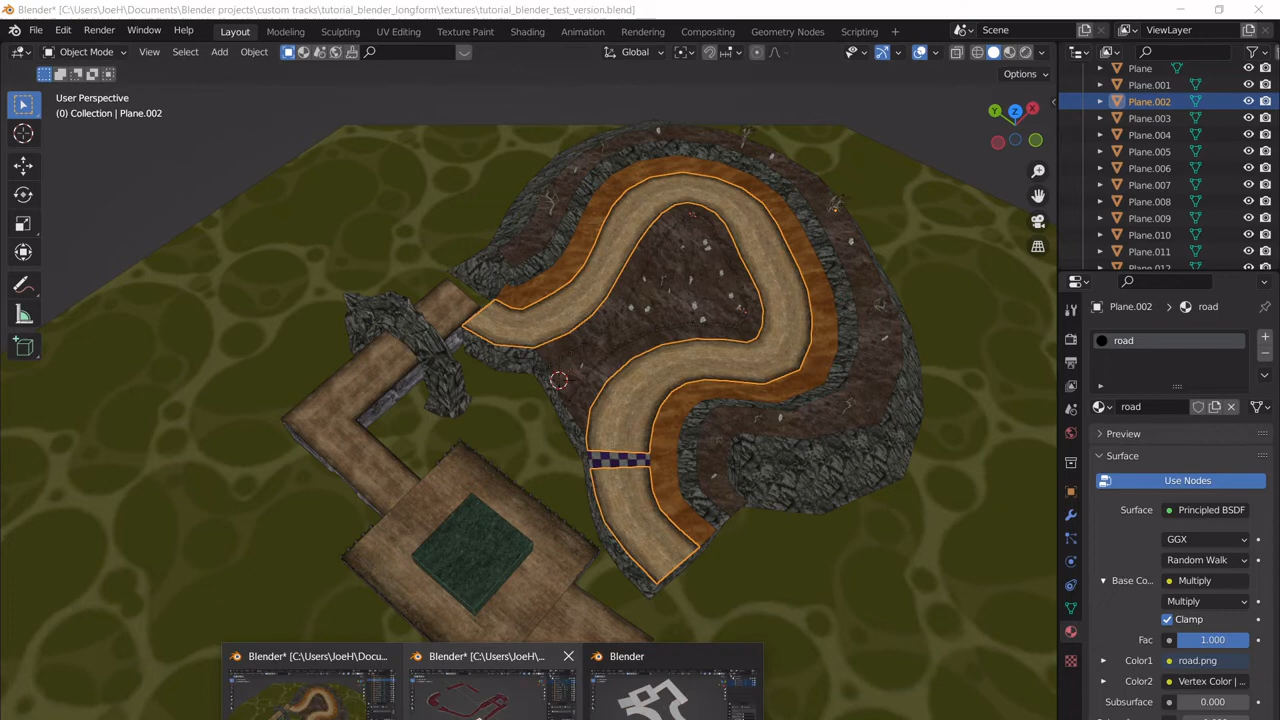 Blender* [C:\Users\JoeH\Documents\Blender projects\custom tracks\tutorial_blender_longform\textures\tutorial_blender_test_version.blend]
File Edit Render Window Help Layout Modeling Sculpting UV Editing Texture Paint Shading Animation Rendering Compositing Geometry Nodes Scripting + Scene ViewLayer
Object Mode View Select Add Object Global
Options
User Perspective
(0) Collection | Plane.002
Plane
Plane.001
Plane.002
Plane.003
Plane.004
Plane.005
Plane.006
Plane.007
Plane.008
Plane.009
Plane.010
Plane.011
Plane.012
Plane.002 road
road
road
Preview
Surface
Use Nodes
Surface Principled BSDF
GGX
Random Walk
Base Co... Multiply
Multiply
Clamp
Fac 1.000
Color1 road.png
Color2 Vertex Color |
Subsurface 0.000
Blender* [C:\Users\JoeH\Docu... Blender* [C:\Users\JoeH\... Blender